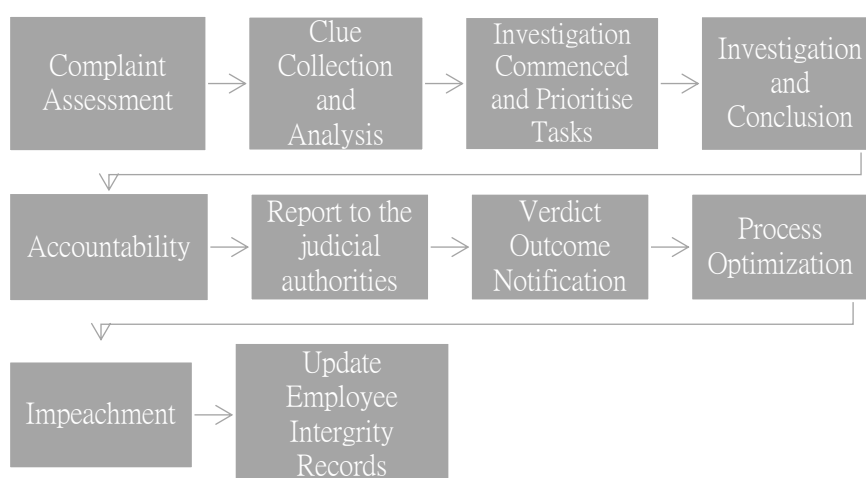 Complaint
Assessment
Clue
Collection
and
Analysis
Investigation
Commenced
and Prioritise
Tasks
Investigation
and
Conclusion
Accountability
Report to the
judicial
authorities
Verdict
Outcome
Notification
Process
Optimization
Impeachment
Update
Employee
Intergrity
Records